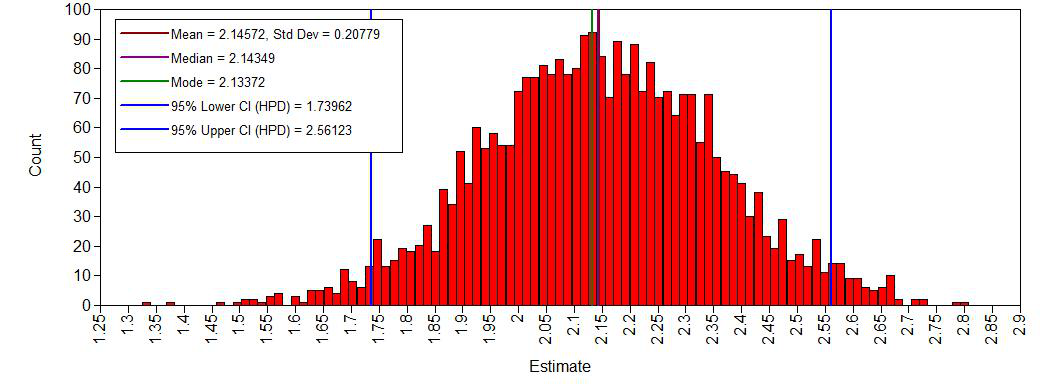 100
90
80
70
60
50
40
30
20
10
0
Count
Mean = 2.14572, Std Dev = 0.20779
Median = 2.14349
Mode = 2.13372
95% Lower CI (HPD) = 1.73962
95% Upper CI (HPD) = 2.56123
1.25 1.3 1.35 1.4 1.45 1.5 1.55 1.6 1.65 1.7 1.75 1.8 1.85 1.9 1.95 2 2.05 2.1 2.15 2.2 2.25 2.3 2.35 2.4 2.45 2.5 2.55 2.6 2.65 2.7 2.75 2.8 2.85 2.9
Estimate